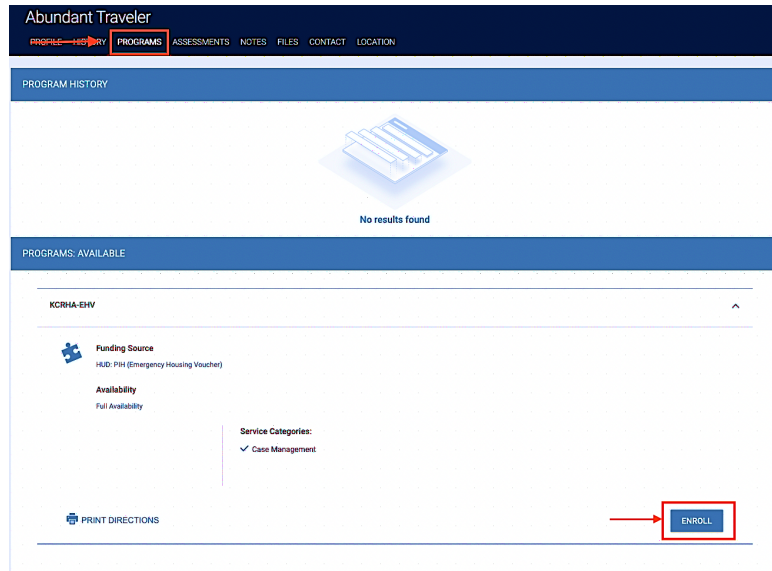 Abundant Traveler
PROFILE HISTORY PROGRAMS ASSESSMENTS NOTES FILES CONTACT LOCATION
PROGRAM HISTORY
No results found
PROGRAMS: AVAILABLE
KCRHA-EHV
Funding Source
HUD: PIH (Emergency Housing Voucher)
Availability
Full Availability
Service Categories:
Case Management
PRINT DIRECTIONS
ENROLL